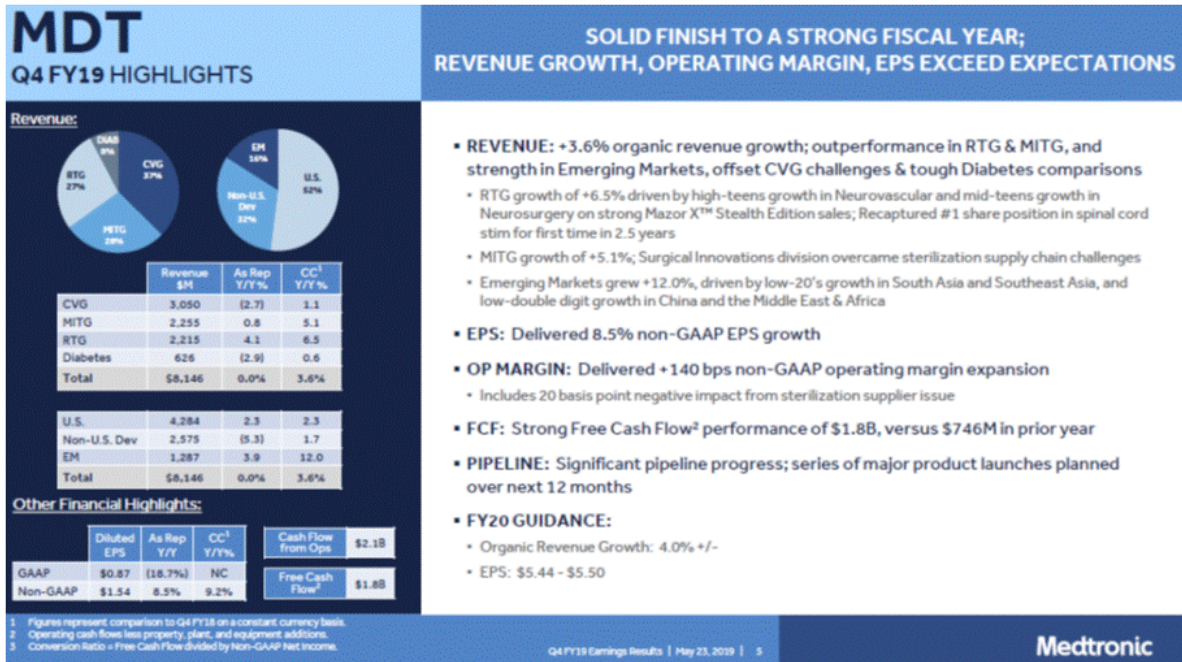 MDT
Q4 FY19 HIGHLIGHTS
SOLID FINISH TO A STRONG FISCAL YEAR;
REVENUE GROWTH, OPERATING MARGIN, EPS EXCEED EXPECTATIONS
Revenue:
DIAB
8%
CVG
37%
RTG
27%
MITG
28%
EM
16%
U.S.
52%
Non-U.S.
Dev
32%
Revenue $M As Rep Y/Y% CC1 Y/Y%
CVG 3,050 (2.7) 1.1
MITG 2,255 0.8 5.1
RTG 2,215 4.1 6.5
Diabetes 626 (2.9) 0.6
Total $8,146 0.0% 3.6%
U.S. 4,284 2.3 2.3
Non-U.S. Dev 2,575 (5.3) 1.7
EM 1,287 3.9 12.0
Total $8,146 0.0% 3.6%
Other Financial Highlights:
Diluted EPS As Rep Y/Y CC1 Y/Y%
GAAP $0.87 (18.7%) NC
Non-GAAP $1.54 8.5% 9.2%
Cash Flow from Ops $2.1B
Free Cash Flow2 $1.8B
▪ REVENUE: +3.6% organic revenue growth; outperformance in RTG & MITG, and
strength in Emerging Markets, offset CVG challenges & tough Diabetes comparisons
• RTG growth of +6.5% driven by high-teens growth in Neurovascular and mid-teens growth in
Neurosurgery on strong Mazor X™ Stealth Edition sales; Recaptured #1 share position in spinal cord
stim for first time in 2.5 years
• MITG growth of +5.1%; Surgical Innovations division overcame sterilization supply chain challenges
• Emerging Markets grew +12.0%, driven by low-20's growth in South Asia and Southeast Asia, and
low-double digit growth in China and the Middle East & Africa
▪ EPS: Delivered 8.5% non-GAAP EPS growth
▪ OP MARGIN: Delivered +140 bps non-GAAP operating margin expansion
• Includes 20 basis point negative impact from sterilization supplier issue
▪ FCF: Strong Free Cash Flow² performance of $1.8B, versus $746M in prior year
▪ PIPELINE: Significant pipeline progress; series of major product launches planned
over next 12 months
▪ FY20 GUIDANCE:
• Organic Revenue Growth: 4.0% +/-
• EPS: $5.44 - $5.50
1 Figures represent comparison to Q4 FY18 on a constant currency basis.
2 Operating cash flows less property, plant, and equipment additions.
3 Conversion Ratio = Free Cash Flow divided by Non-GAAP Net Income.
Q4 FY19 Earnings Results | May 23, 2019 | 3
Medtronic